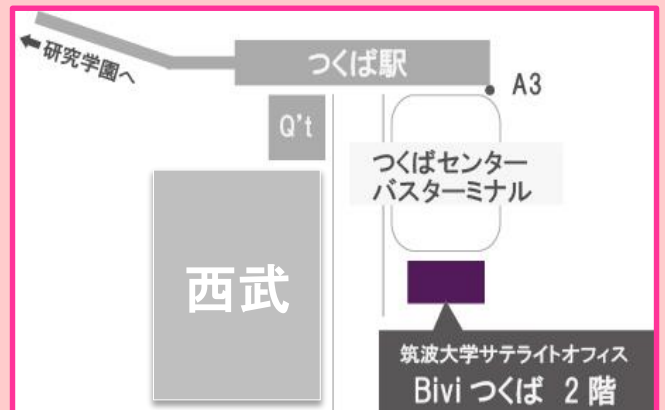 つくば駅
← 研究学園へ
A3
Q't
つくばセンター
バスターミナル
西武
筑波大学サテライトオフィス
Bivi つくば 2 階